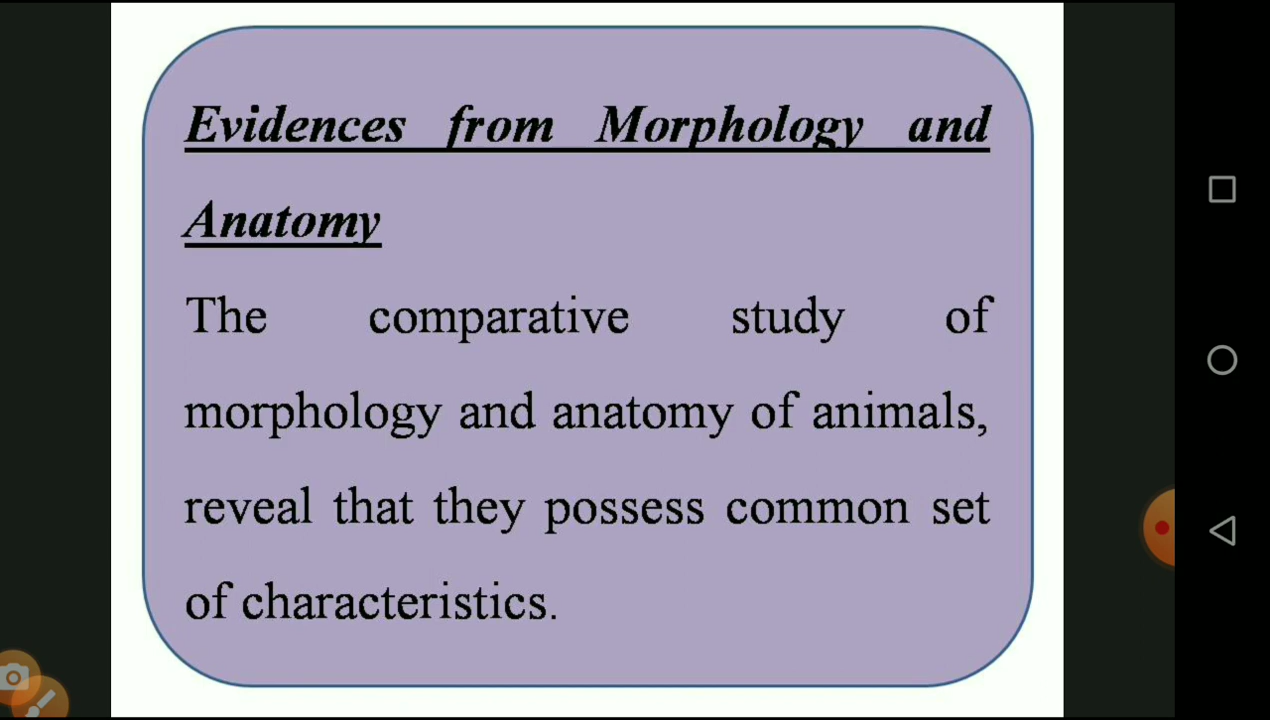 Evidences from Morphology and
Anatomy
The comparative study of
morphology and anatomy of animals,
reveal that they possess common set
of characteristics.